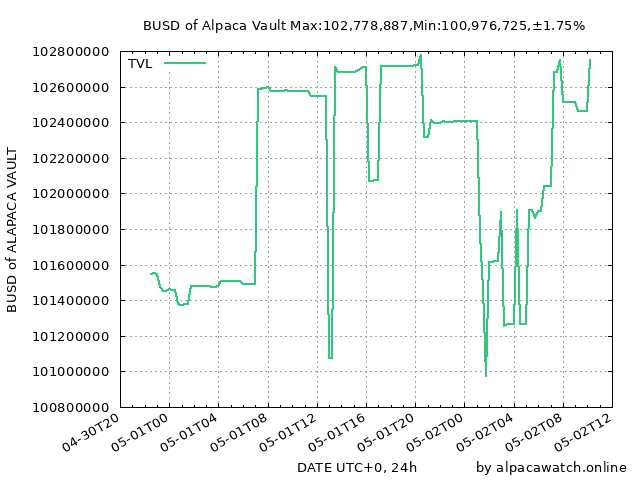 BUSD of Alpaca Vault Max:102,778,887,Min:100,976,725,±1.75%
TVL
BUSD of ALAPACA VAULT
102800000
102600000
102400000
102200000
102000000
101800000
101600000
101400000
101200000
101000000
100800000
04-30T20
05-01T00
05-01T04
05-01T08
05-01T12
05-01T16
05-01T20
05-02T00
05-02T04
05-02T08
05-02T12
DATE UTC+0, 24h
by alpacawatch.online